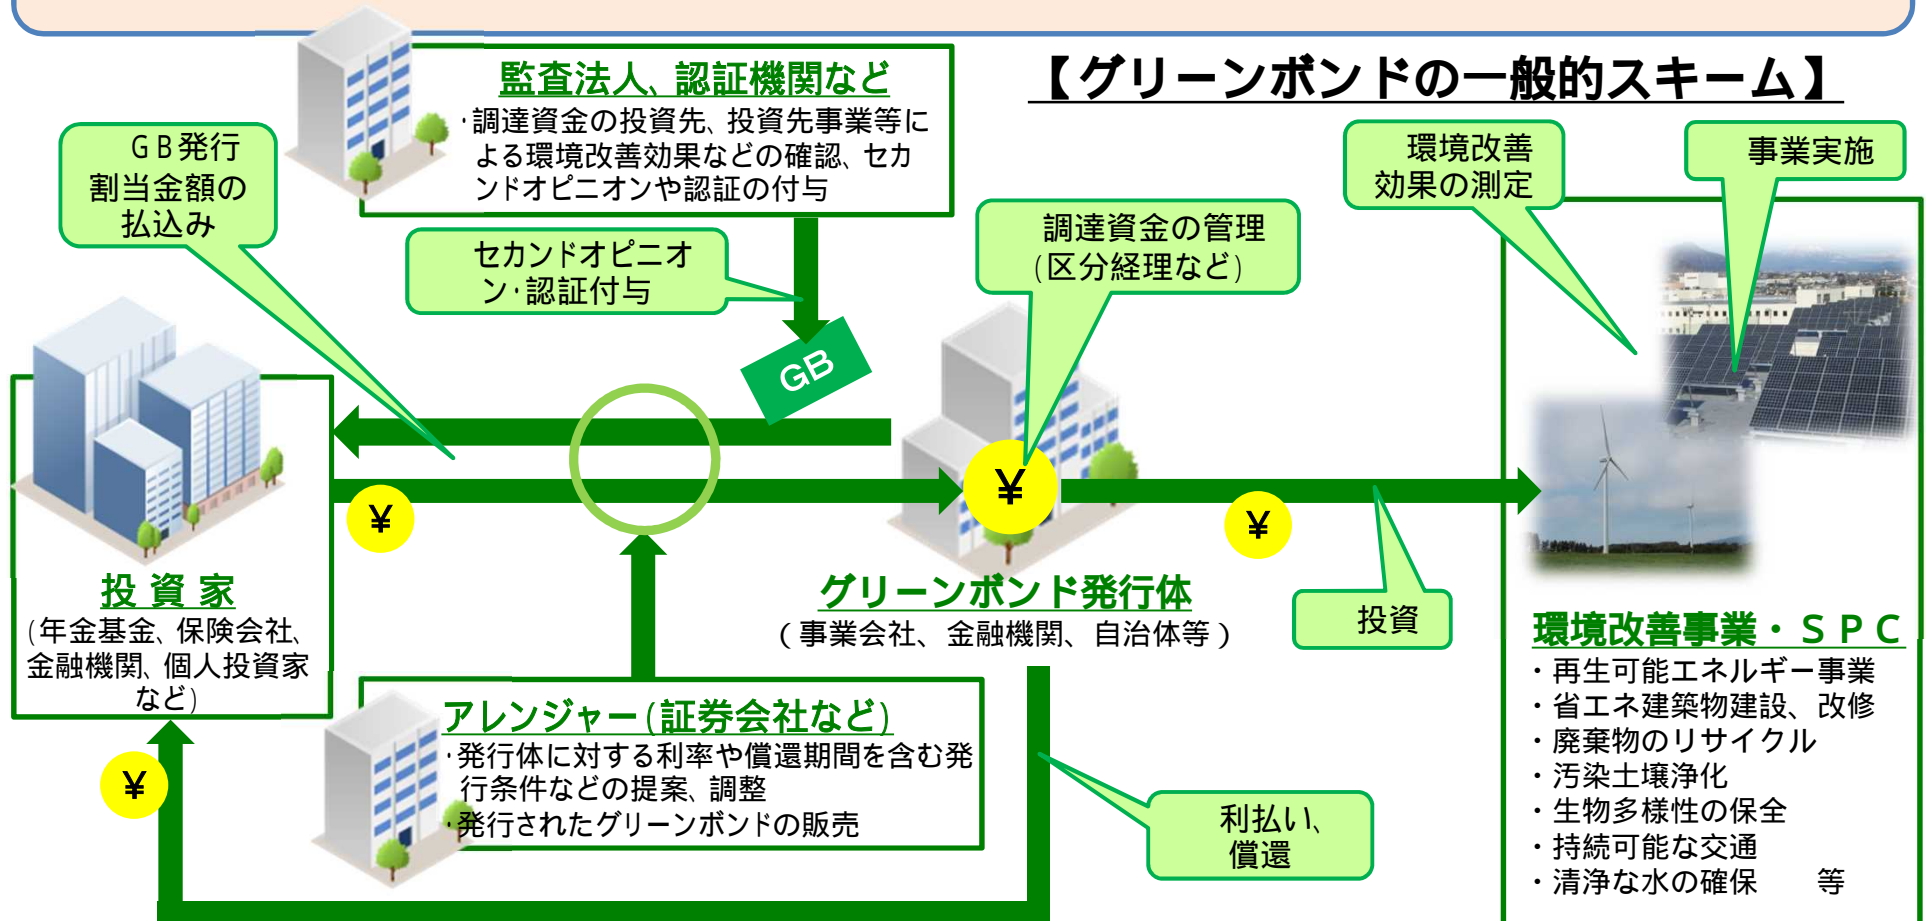 【グリーンボンドの一般的スキーム】
監査法人、認証機関など
・調達資金の投資先、投資先事業等に
よる環境改善効果などの確認、セカ
ンドオピニオンや認証の付与
GB発行
割当金額の
払込み
セカンドオピニオ
ン・認証付与
調達資金の管理
(区分経理など)
環境改善
効果の測定
事業実施
GB
¥
¥
¥
¥
投資家
(年金基金、保険会社、
金融機関、個人投資家
など)
グリーンボンド発行体
(事業会社、金融機関、自治体等)
投資
アレンジャー(証券会社など)
・発行体に対する利率や償還期間を含む発
行条件などの提案、調整
・発行されたグリーンボンドの販売
利払い、
償還
環境改善事業・SPC
・再生可能エネルギー事業
・省エネ建築物建設、改修
・廃棄物のリサイクル
・汚染土壌浄化
・生物多様性の保全
・持続可能な交通
・清浄な水の確保 等